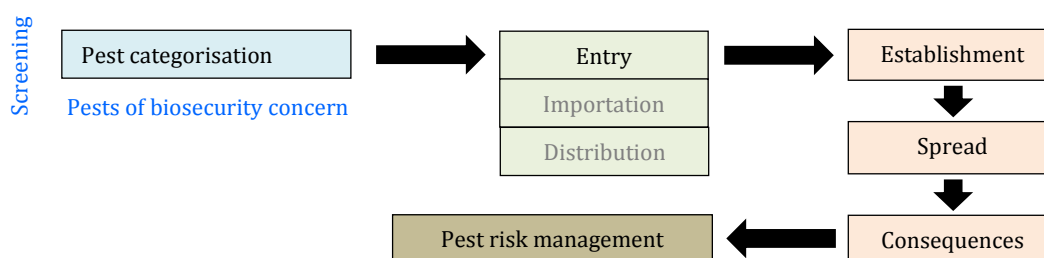 Screening
Pest categorisation
Pests of biosecurity concern
Entry
Importation
Distribution
Establishment
Spread
Consequences
Pest risk management